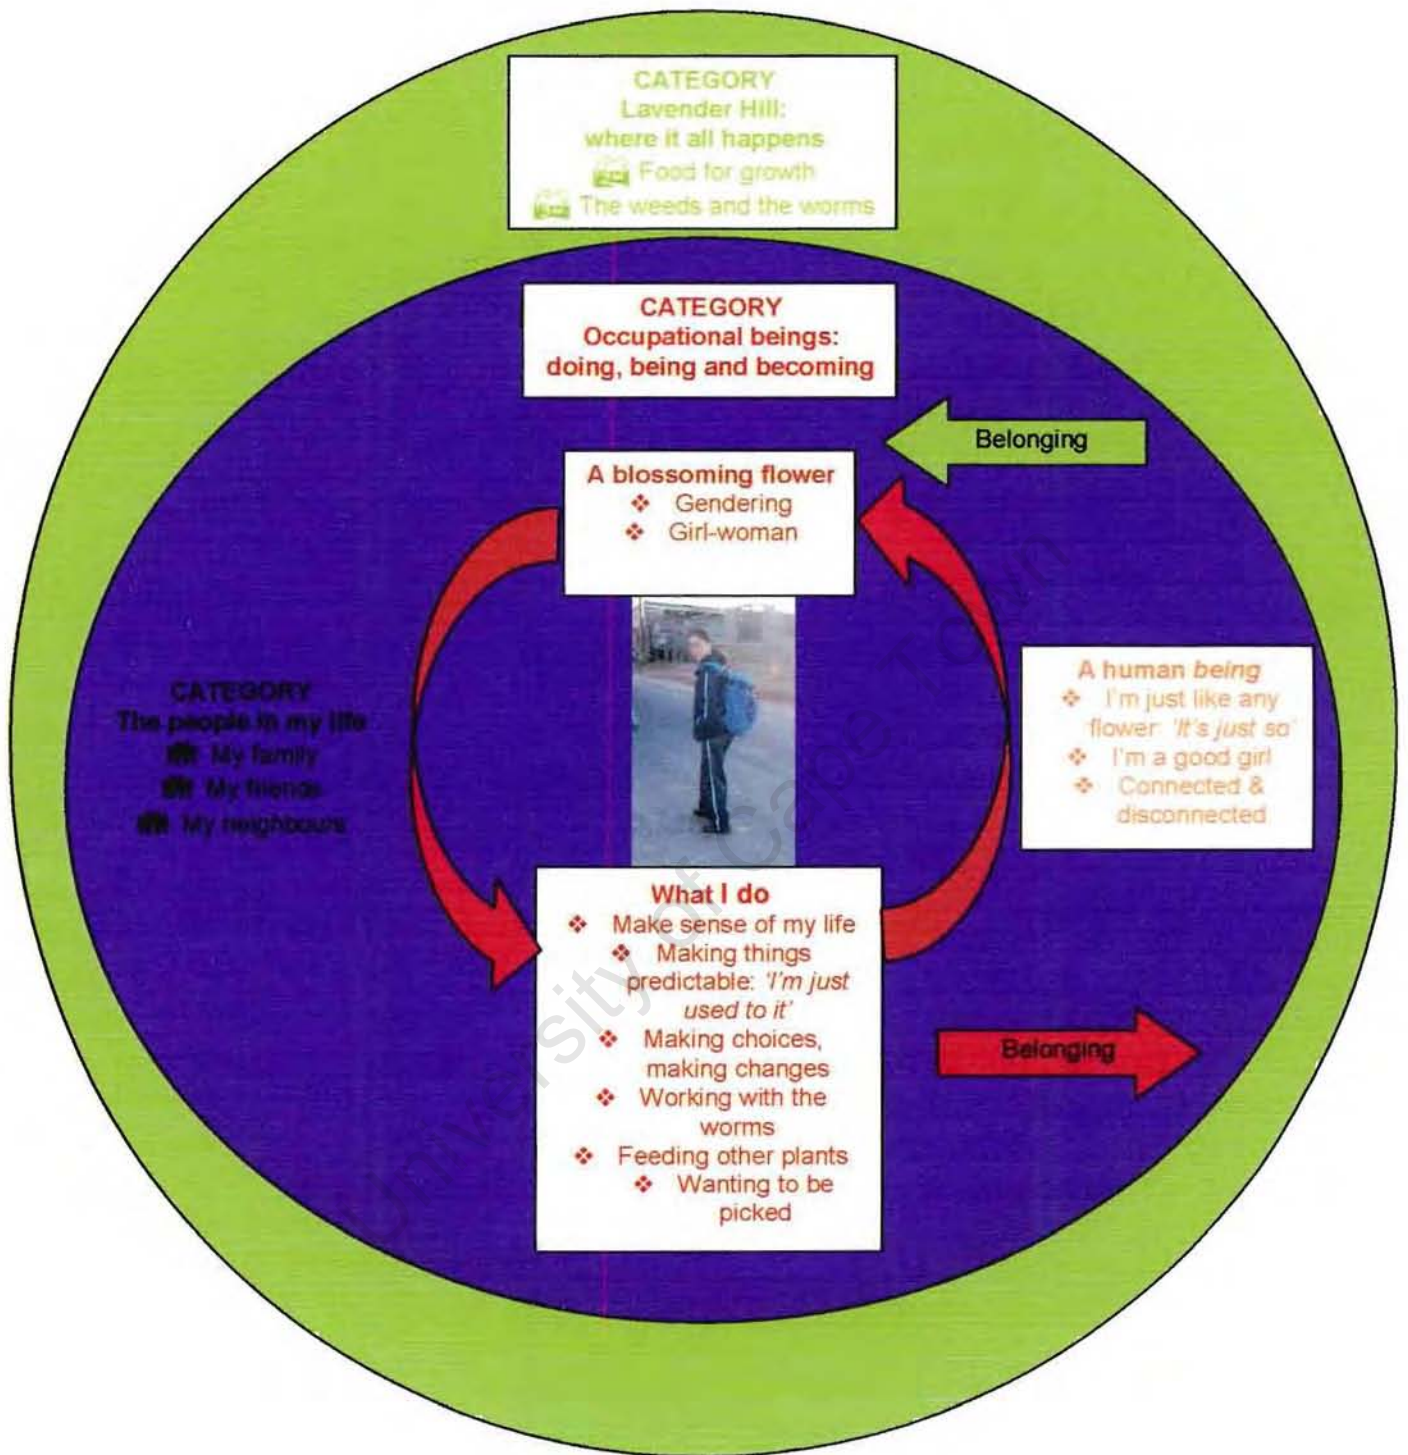 CATEGORY
Lavender Hill:
where it all happens
Food for growth
The weeds and the worms
CATEGORY
Occupational beings:
doing, being and becoming
Belonging
A blossoming flower
❖ Gendering
❖ Girl-woman
CATEGORY
The people in my life
My family
My friends
My neighbours
A human being
❖ I'm just like any
flower: 'It's just so'
❖ I'm a good girl
❖ Connected &
disconnected
What I do
❖ Make sense of my life
❖ Making things
predictable: 'I'm just
used to it'
❖ Making choices,
making changes
❖ Working with the
worms
❖ Feeding other plants
❖ Wanting to be
picked
Belonging
University of Cape Town